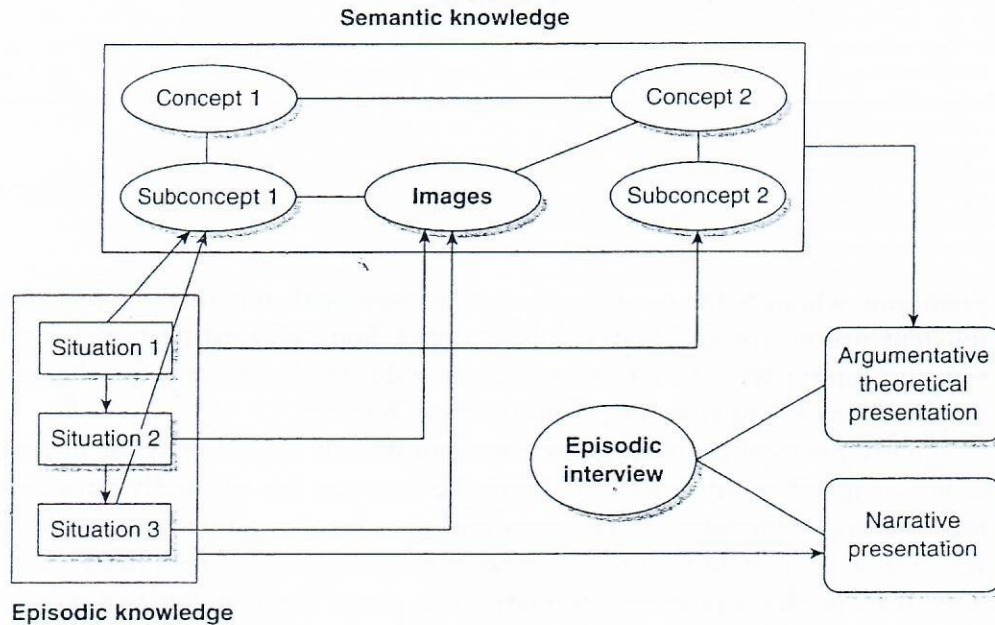 Semantic knowledge
Concept 1
Concept 2
Subconcept 1
Images
Subconcept 2
Situation 1
Situation 2
Situation 3
Episodic knowledge
Episodic
interview
Argumentative
theoretical
presentation
Narrative
presentation